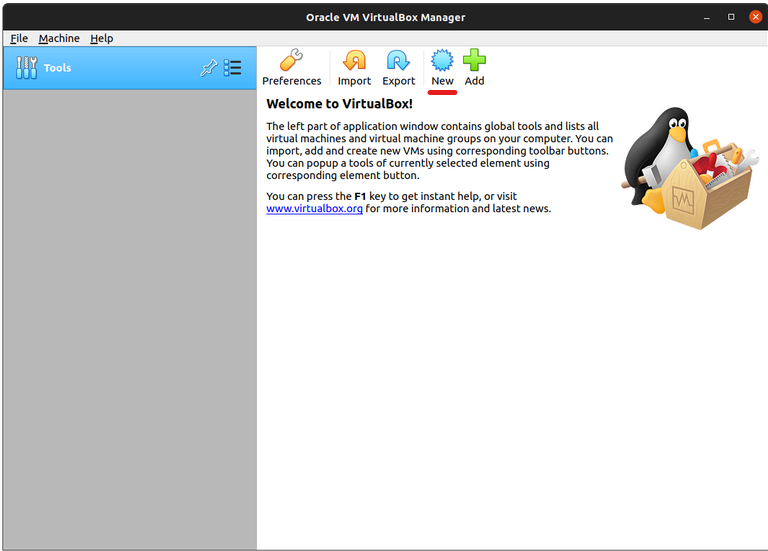 Oracle VM VirtualBox Manager
File Machine Help
Tools
Preferences Import Export New Add
Welcome to VirtualBox!
The left part of application window contains global tools and lists all
virtual machines and virtual machine groups on your computer. You can
import, add and create new VMs using corresponding toolbar buttons.
You can popup a tools of currently selected element using
corresponding element button.
You can press the F1 key to get instant help, or visit
www.virtualbox.org for more information and latest news.